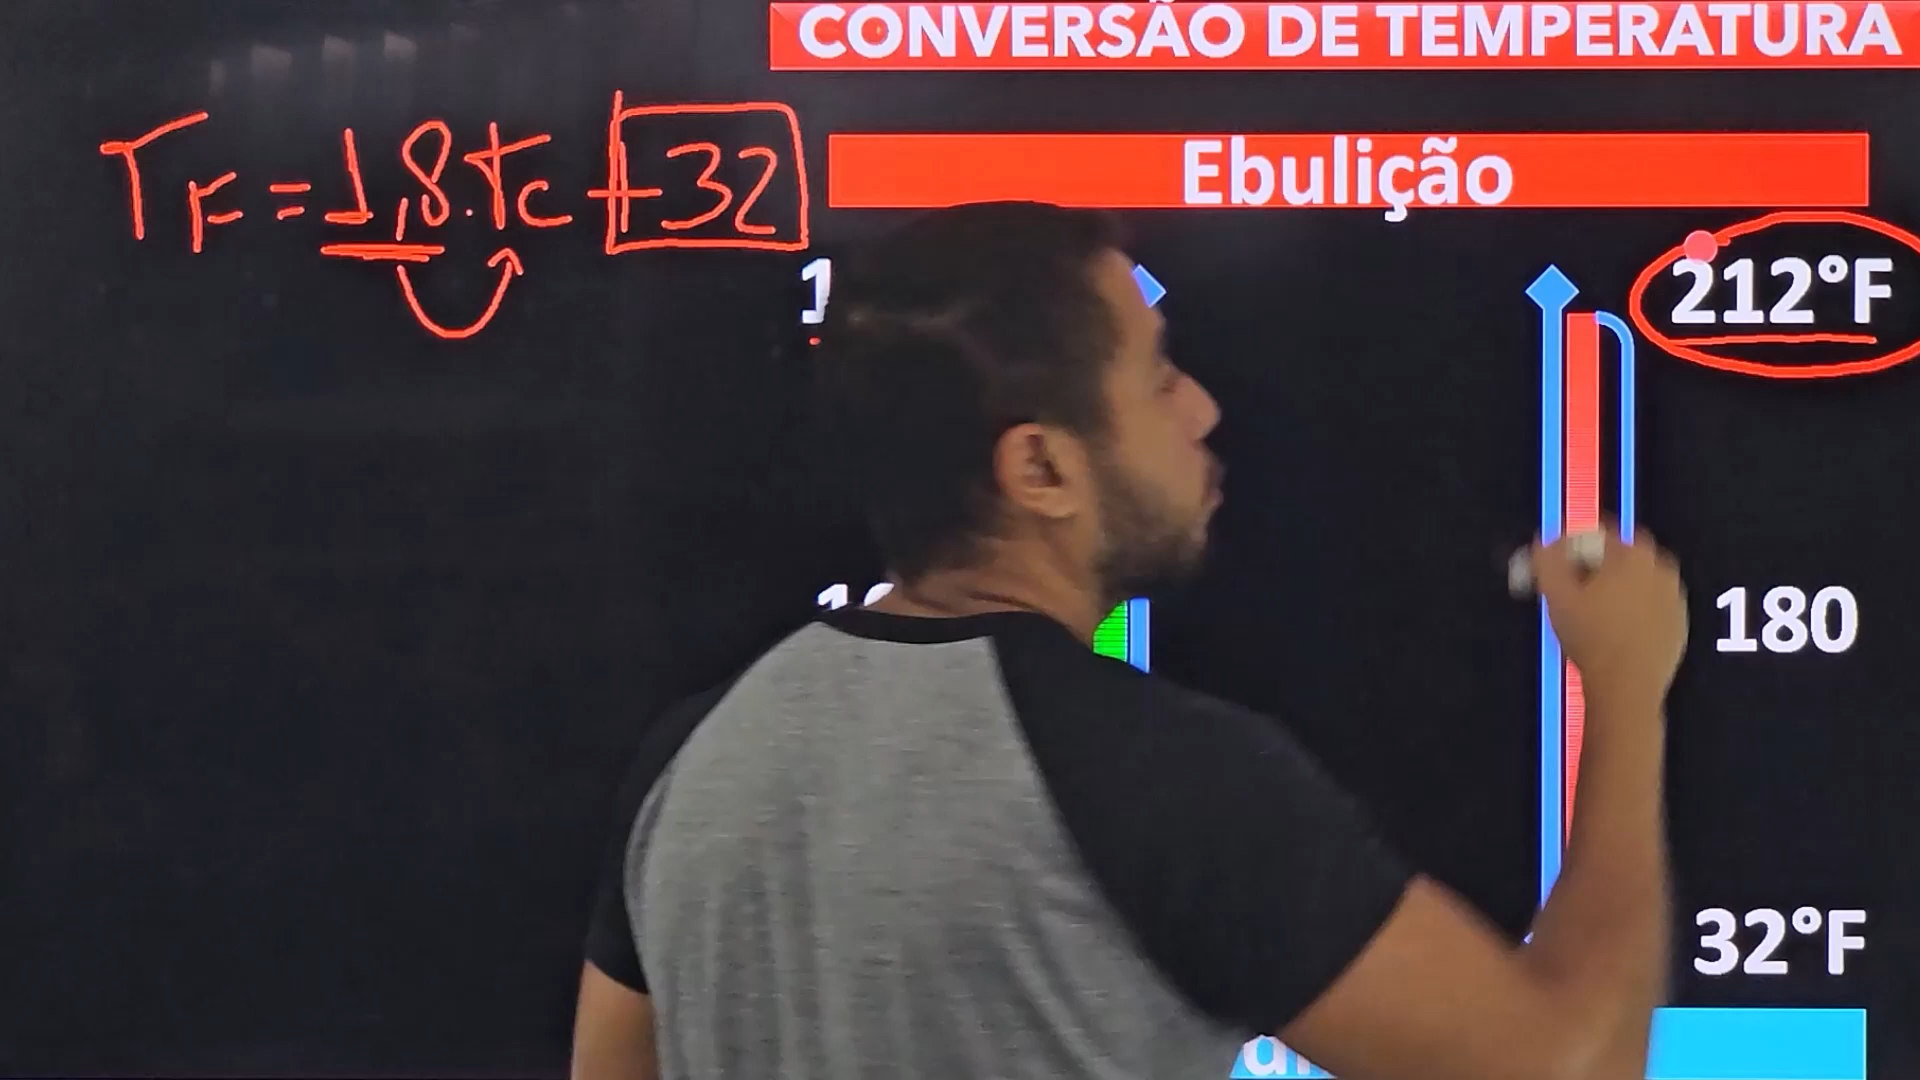 CONVERSÃO DE TEMPERATURA
TF = 1,8.TC +32
Ebulição
212°F
180
32°F